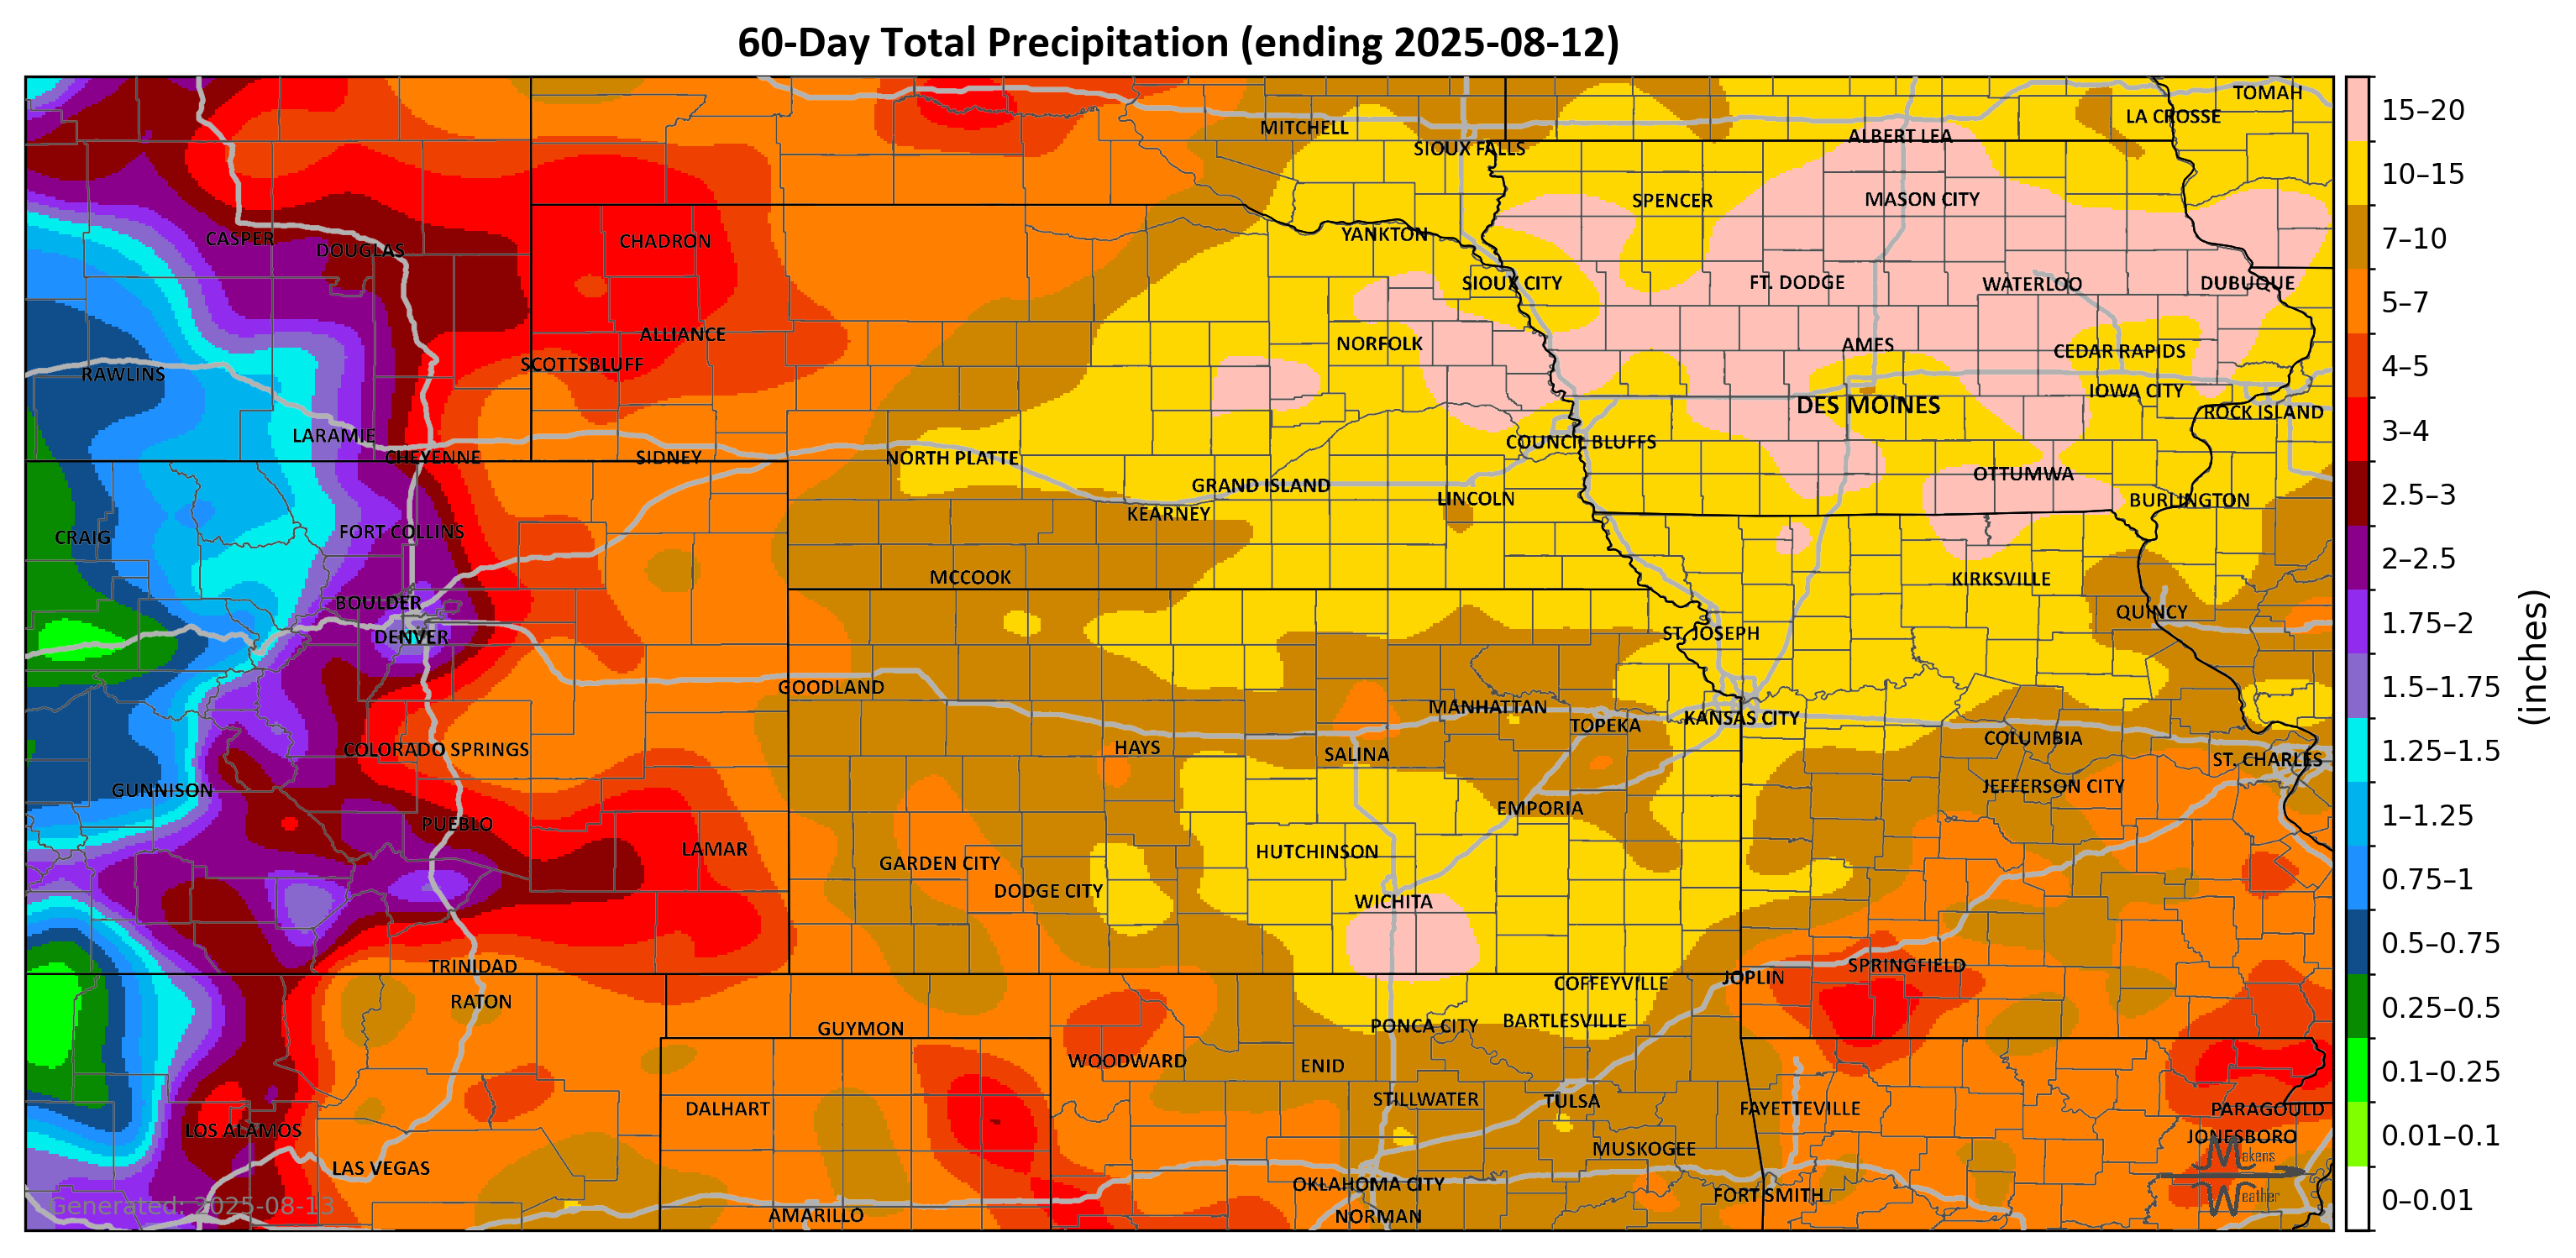 60-Day Total Precipitation (ending 2025-08-12)
TOMAH
LA CROSSE
MITCHELL
ALBERT LEA
SIOUX FALLS
SPENCER
MASON CITY
CASPER
DOUGLAS
CHADRON
YANKTON
SIOUX CITY
FT. DODGE
WATERLOO
DUBUQUE
ALLIANCE
NORFOLK
AMES
CEDAR RAPIDS
SCOTTSBLUFF
RAWLINS
IOWA CITY
DES MOINES
ROCK ISLAND
LARAMIE
COUNCIL BLUFFS
CHEYENNE
SIDNEY
NORTH PLATTE
OTTUMWA
GRAND ISLAND
LINCOLN
BURLINGTON
KEARNEY
CRAIG
FORT COLLINS
MCCOOK
KIRKSVILLE
BOULDER
QUINCY
DENVER
ST. JOSEPH
GOODLAND
MANHATTAN
TOPEKA
KANSAS CITY
COLUMBIA
COLORADO SPRINGS
HAYS
SALINA
ST. CHARLES
GUNNISON
JEFFERSON CITY
EMPORIA
PUEBLO
LAMAR
HUTCHINSON
GARDEN CITY
DODGE CITY
WICHITA
TRINIDAD
SPRINGFIELD
JOPLIN
COFFEYVILLE
RATON
GUYMON
PONCA CITY
BARTLESVILLE
WOODWARD
ENID
DALHART
STILLWATER
TULSA
FAYETTEVILLE
PARAGOULD
LOS ALAMOS
JONESBORO
MUSKOGEE
LAS VEGAS
OKLAHOMA CITY
FORT SMITH
AMARILLO
NORMAN
Makens
Weather
Generated: 2025-08-13
15–20
10–15
7–10
5–7
4–5
3–4
2.5–3
2–2.5
1.75–2
1.5–1.75
1.25–1.5
1–1.25
0.75–1
0.5–0.75
0.25–0.5
0.1–0.25
0.01–0.1
0–0.01
(inches)